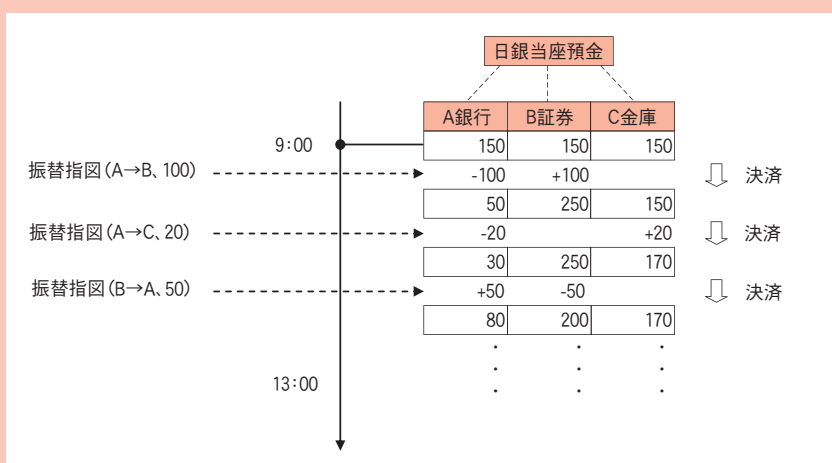 日銀当座預金
A銀行 B証券 C金庫
9:00 150 150 150
振替指図(A→B、100) -100 +100 決済
50 250 150
振替指図(A→C、20) -20 +20 決済
30 250 170
振替指図(B→A、50) +50 -50 決済
80 200 170
13:00